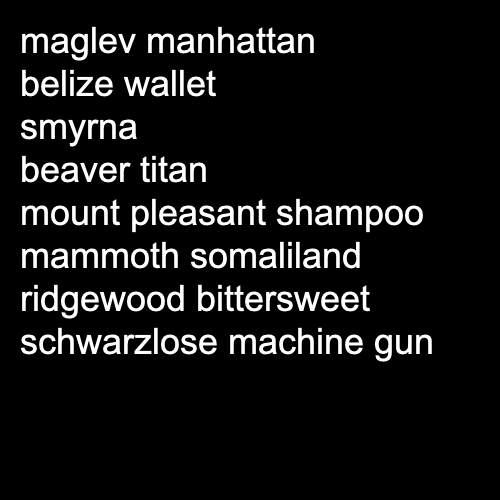 maglev manhattan
belize wallet
smyrna
beaver titan
mount pleasant shampoo
mammoth somaliland
ridgewood bittersweet
schwarzlose machine gun